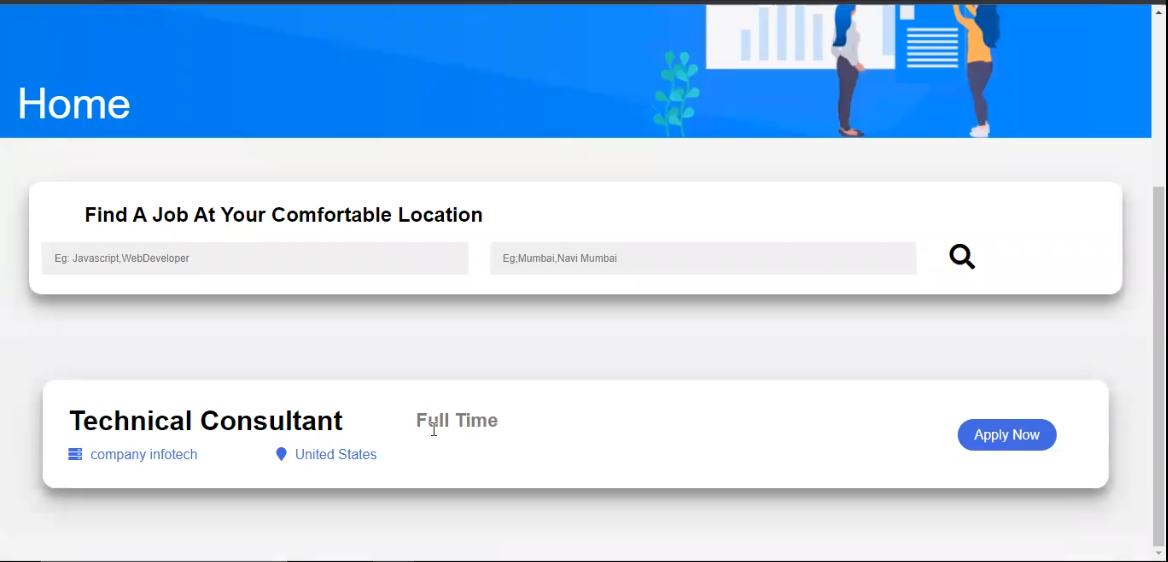 Home
Find A Job At Your Comfortable Location
Eg: Javascript,WebDeveloper
Eg;Mumbai,Navi Mumbai
Technical Consultant
Full Time
Apply Now
company infotech
United States